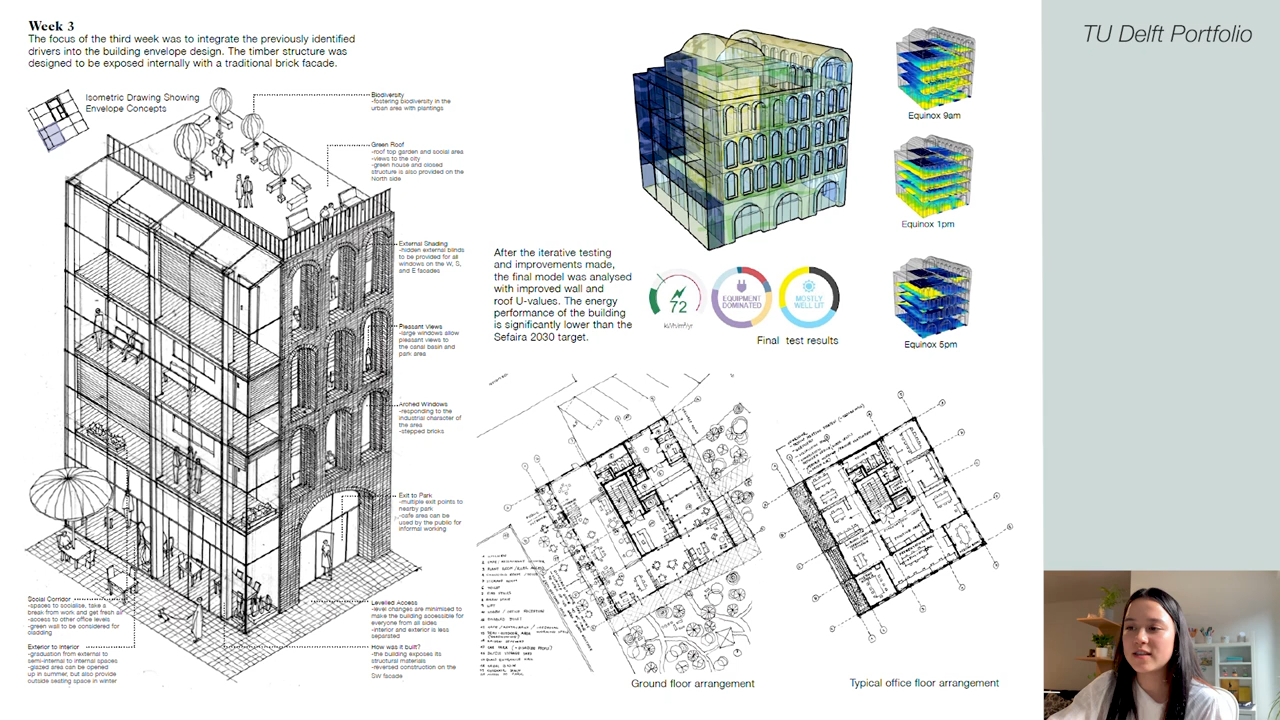 Week 3
The focus of the third week was to integrate the previously identified
drivers into the building envelope design. The timber structure was
designed to be exposed internally with a traditional brick facade.
Isometric Drawing Showing
Envelope Concepts
Biodiversity
-fostering biodiversity in the
urban area with plantings
Green Roof
-roof top garden and social area
-views to the city
-green house and closed
structure is also provided on the
North side
External Shading
-hidden external blinds
to be provided for all
windows on the W, S,
and E facades
Pleasant Views
-large windows allow
pleasant views to
the canal basin and
park area
Arched Windows
-responding to the
industrial character of
the area
-stepped bricks
Exit to Park
-multiple exit points to
nearby park
-cafe area can be
used by the public for
informal working
Social Corridor
-spaces to socialise, take a
break from work and get fresh air
-access to other office levels
-green wall to be considered for
cladding
Exterior to Interior
-graduation from external to
semi-internal to internal spaces
-glazed area can be opened
up in summer, but also provide
outside seating space in winter
Levelled Access
-level changes are minimised to
make the building accessible for
everyone from all sides
-interior and exterior is less
separated
How was it built?
-the building exposes its
structural materials
-reversed construction on the
SW facade
After the iterative testing
and improvements made,
the final model was analysed
with improved wall and
roof U-values. The energy
performance of the building
is significantly lower than the
Sefaira 2030 target.
72
kWh/m²/yr
EQUIPMENT
DOMINATED
MOSTLY
WELL LIT
Final test results
Equinox 9am
Equinox 1pm
Equinox 5pm
Ground floor arrangement
Typical office floor arrangement
TU Delft Portfolio